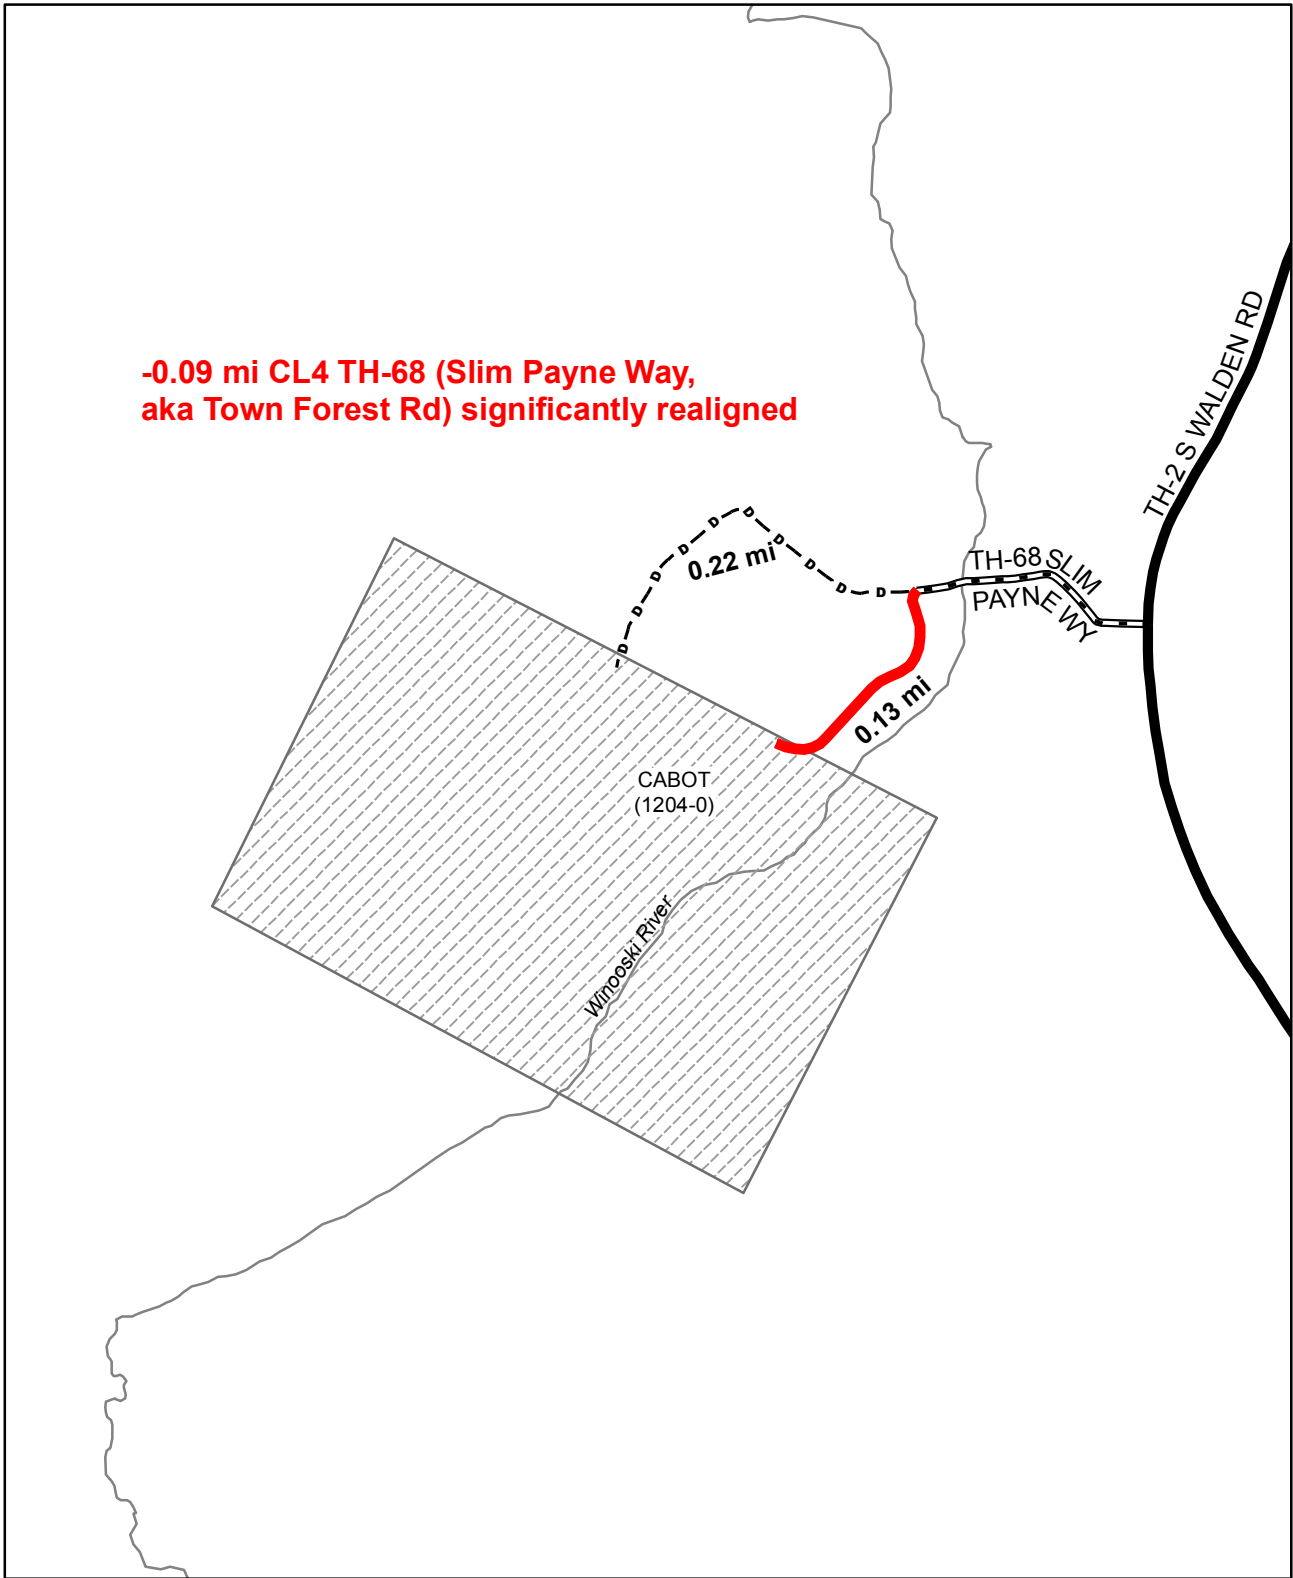 -0.09 mi CL4 TH-68 (Slim Payne Way,
aka Town Forest Rd) significantly realigned
TH-2 S WALDEN RD
D D D D D D D D D D
0.22 mi
TH-68 SLIM
PAYNE WY
0.13 mi
CABOT
(1204-0)
Winooski River